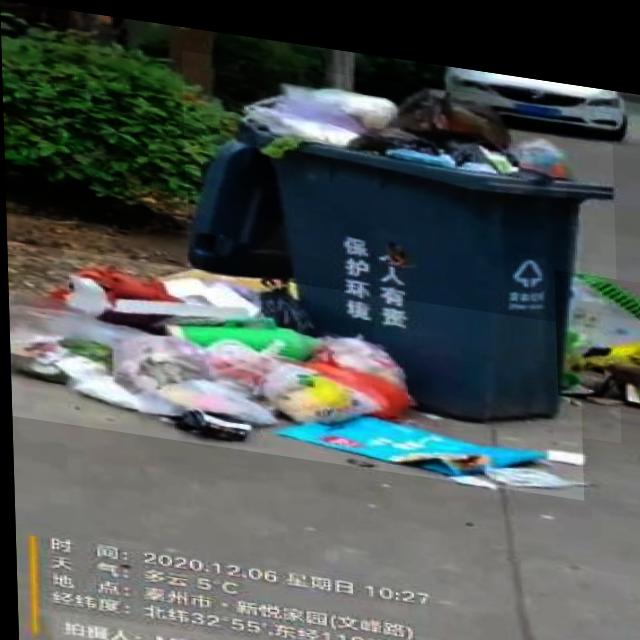 保护环境
人人有责
时 间: 2020.12.06 星期日 10:27
天 气: 多云 5℃
地 点: 泰州市·新悦家园(文峰路)
经纬度: 北纬32°55',东经11
拍摄人: